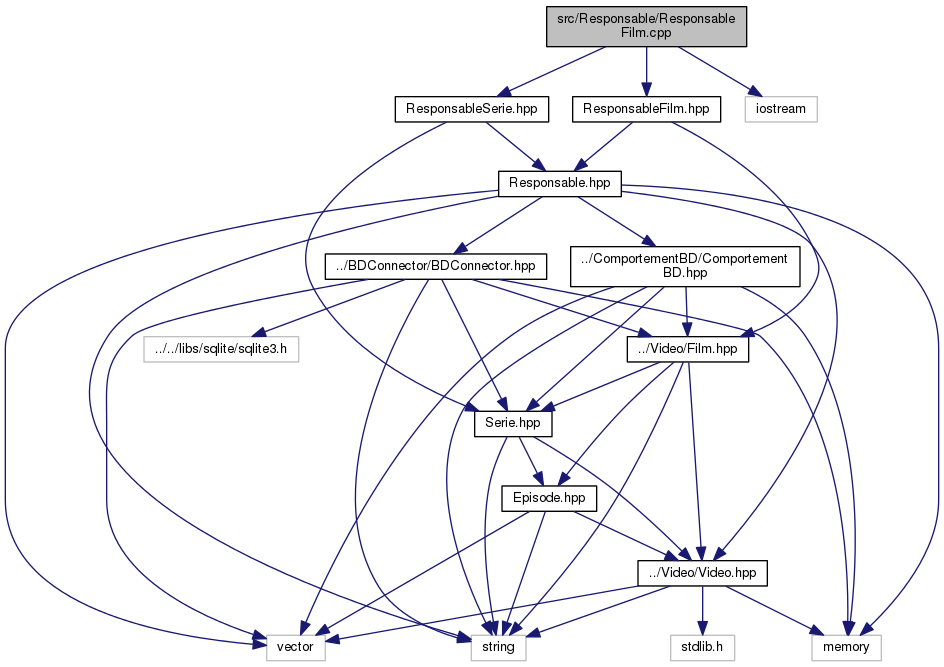 src/Responsable/Responsable
Film.cpp
ResponsableSerie.hpp
ResponsableFilm.hpp
iostream
Responsable.hpp
../BDConnector/BDConnector.hpp
../ComportementBD/Comportement
BD.hpp
../../libs/sqlite/sqlite3.h
../Video/Film.hpp
Serie.hpp
Episode.hpp
../Video/Video.hpp
vector
string
stdlib.h
memory